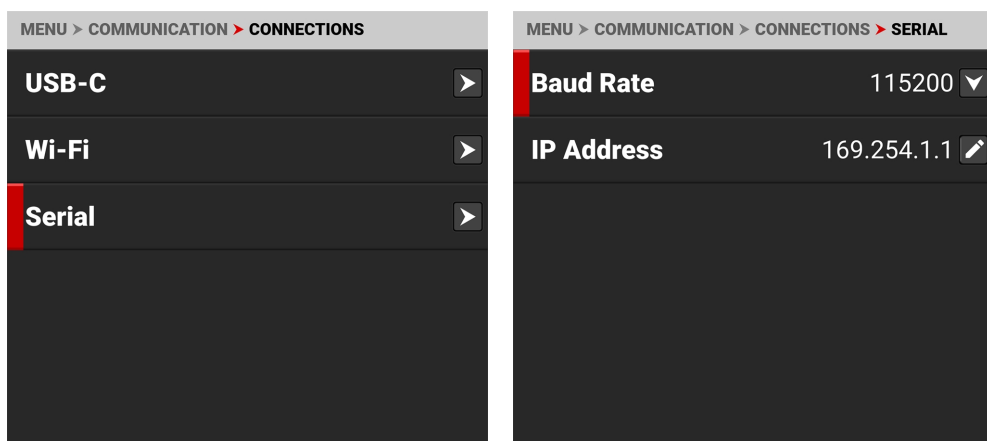 MENU ➤ COMMUNICATION ➤ CONNECTIONS
USB-C
Wi-Fi
Serial
MENU ➤ COMMUNICATION ➤ CONNECTIONS ➤ SERIAL
Baud Rate 115200
IP Address 169.254.1.1